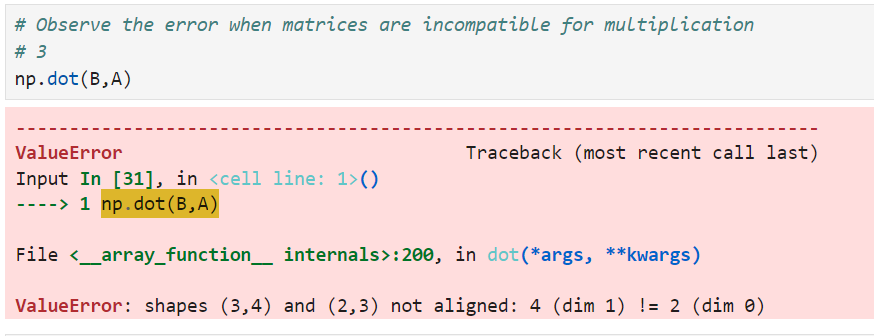 # Observe the error when matrices are incompatible for multiplication
# 3
np.dot(B,A)
---------------------------------------------------------------------------
ValueError                                Traceback (most recent call last)
Input In [31], in <cell line: 1>()
----> 1 np.dot(B,A)
File <__array_function__ internals>:200, in dot(*args, **kwargs)
ValueError: shapes (3,4) and (2,3) not aligned: 4 (dim 1) != 2 (dim 0)